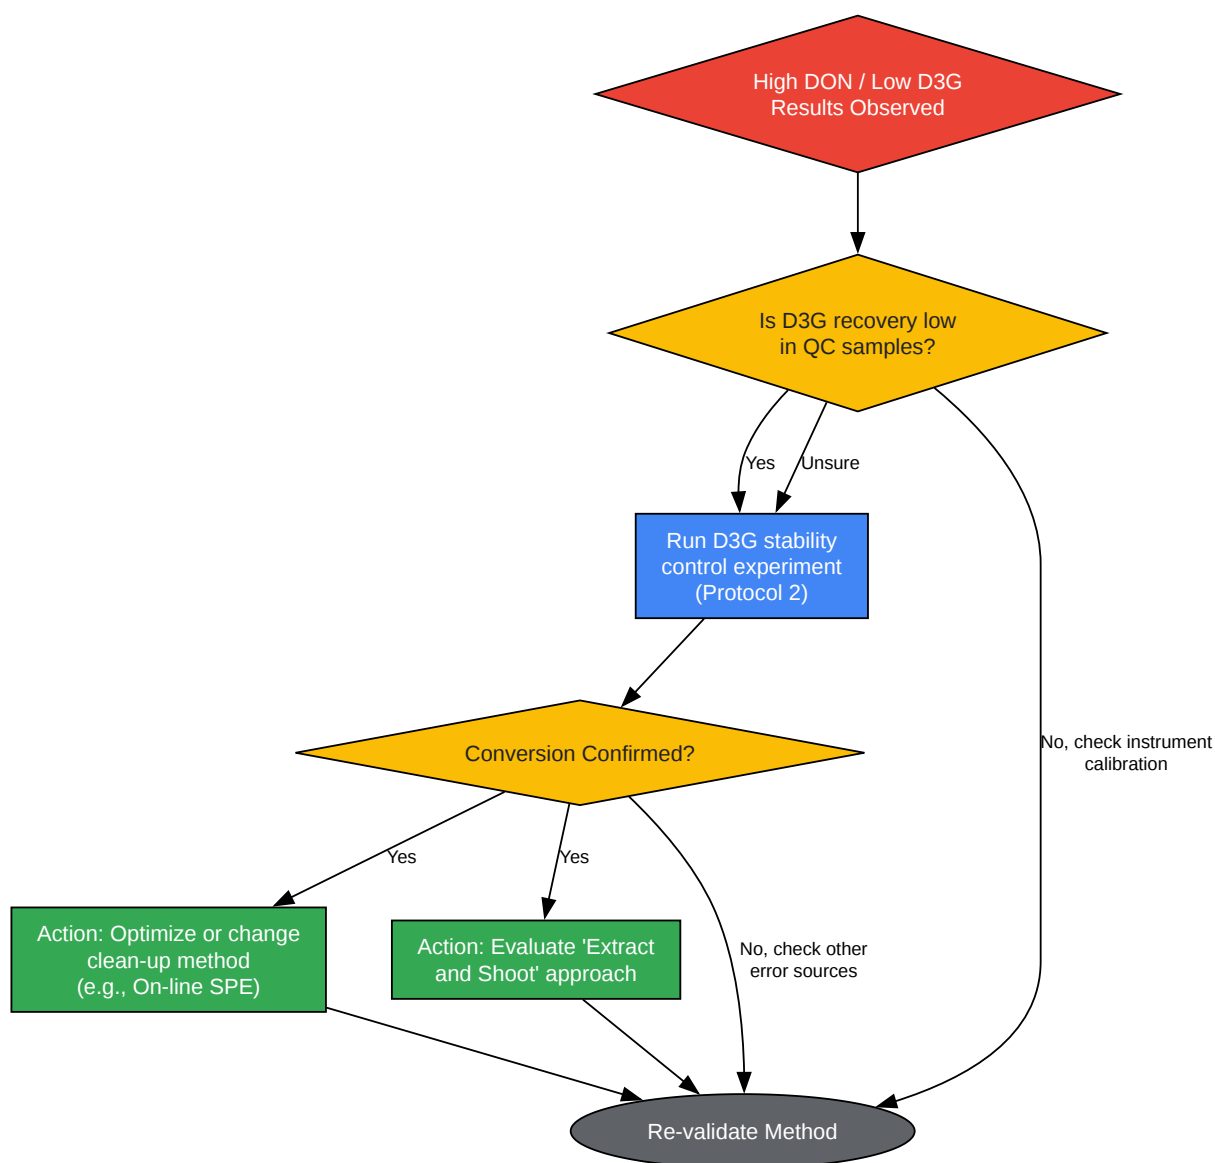 High DON / Low D3G
Results Observed
Is D3G recovery low
in QC samples?
Yes
Unsure
Run D3G stability
control experiment
(Protocol 2)
No, check instrument
calibration
Conversion Confirmed?
Yes
Yes
Action: Optimize or change
clean-up method
(e.g., On-line SPE)
Action: Evaluate 'Extract
and Shoot' approach
No, check other
error sources
Re-validate Method